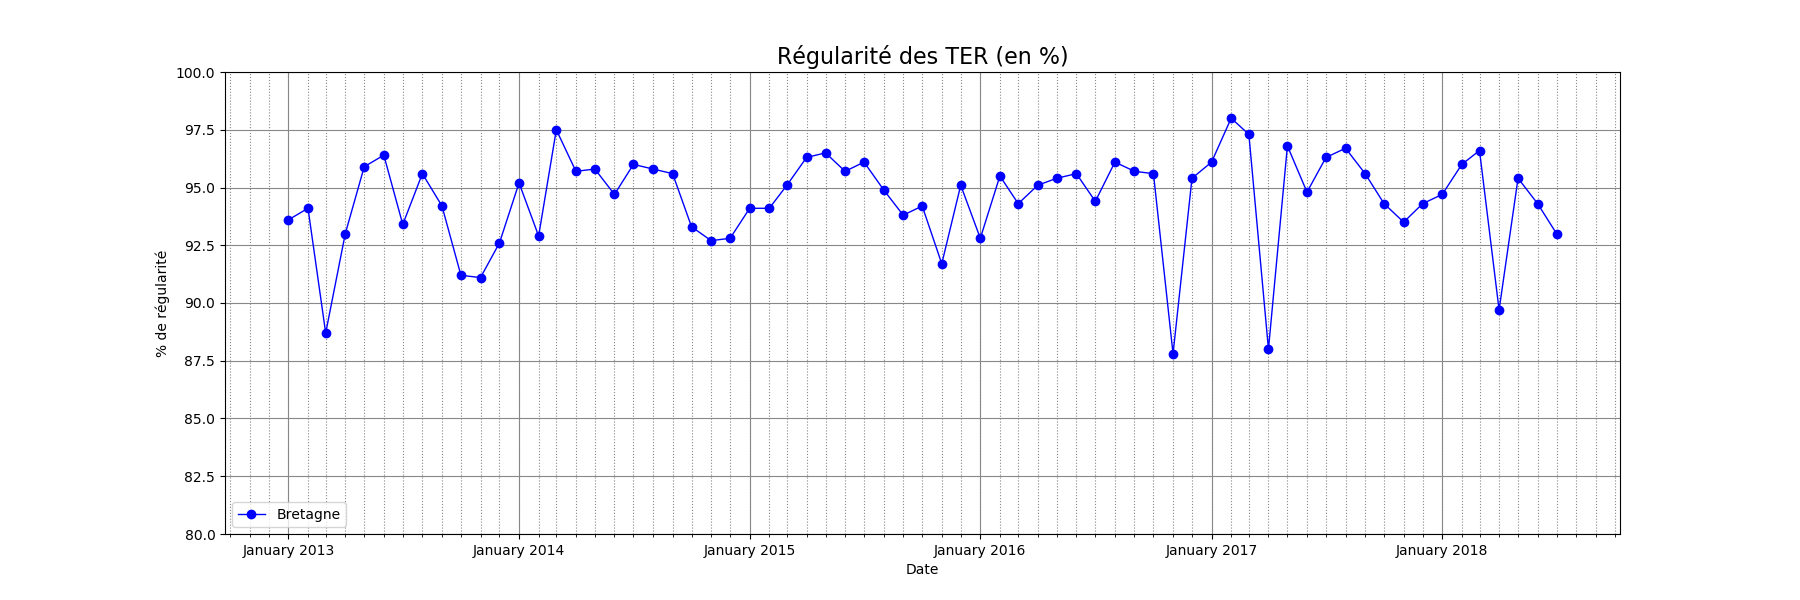 Régularité des TER (en %)
100.0
97.5
95.0
92.5
90.0
87.5
85.0
82.5
80.0
% de régularité
Bretagne
January 2013 January 2014 January 2015 January 2016 January 2017 January 2018
Date